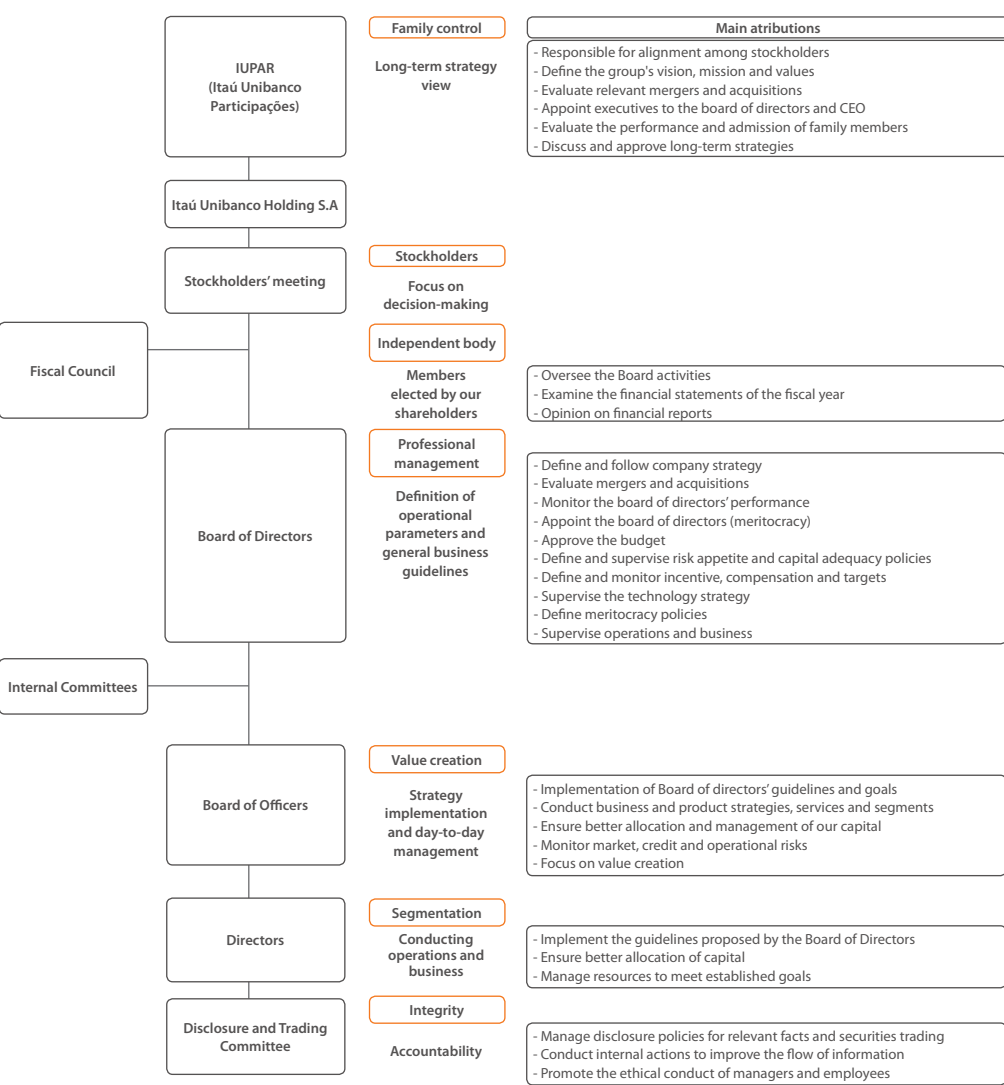 Family control
Main atributions
IUPAR
(Itaú Unibanco
Participações)
Long-term strategy
view
- Responsible for alignment among stockholders
- Define the group's vision, mission and values
- Evaluate relevant mergers and acquisitions
- Appoint executives to the board of directors and CEO
- Evaluate the performance and admission of family members
- Discuss and approve long-term strategies
Itaú Unibanco Holding S.A
Stockholders' meeting
Stockholders
Focus on
decision-making
Fiscal Council
Independent body
Members
elected by our
shareholders
- Oversee the Board activities
- Examine the financial statements of the fiscal year
- Opinion on financial reports
Board of Directors
Professional
management
Definition of
operational
parameters and
general business
guidelines
- Define and follow company strategy
- Evaluate mergers and acquisitions
- Monitor the board of directors' performance
- Appoint the board of directors (meritocracy)
- Approve the budget
- Define and supervise risk appetite and capital adequacy policies
- Define and monitor incentive, compensation and targets
- Supervise the technology strategy
- Define meritocracy policies
- Supervise operations and business
Internal Committees
Board of Officers
Value creation
Strategy
implementation
and day-to-day
management
- Implementation of Board of directors' guidelines and goals
- Conduct business and product strategies, services and segments
- Ensure better allocation and management of our capital
- Monitor market, credit and operational risks
- Focus on value creation
Directors
Segmentation
Conducting
operations and
business
- Implement the guidelines proposed by the Board of Directors
- Ensure better allocation of capital
- Manage resources to meet established goals
Disclosure and Trading
Committee
Integrity
Accountability
- Manage disclosure policies for relevant facts and securities trading
- Conduct internal actions to improve the flow of information
- Promote the ethical conduct of managers and employees